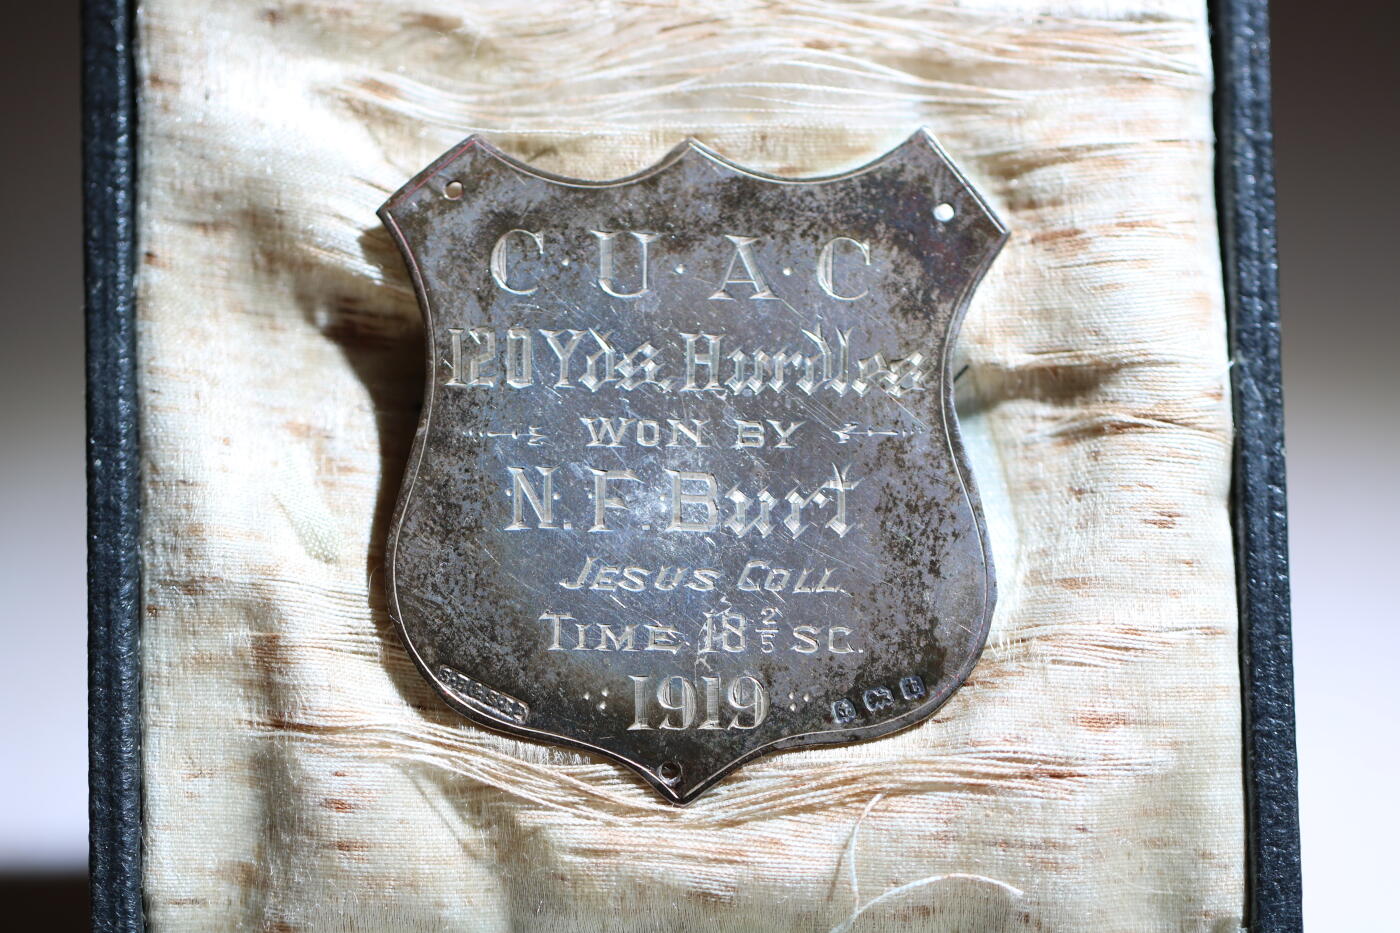 C·U·A·C
120 Yds. Hurdles
WON BY
N.F. Burt
JESUS COLL.
TIME 18 2/5 SC.
1919